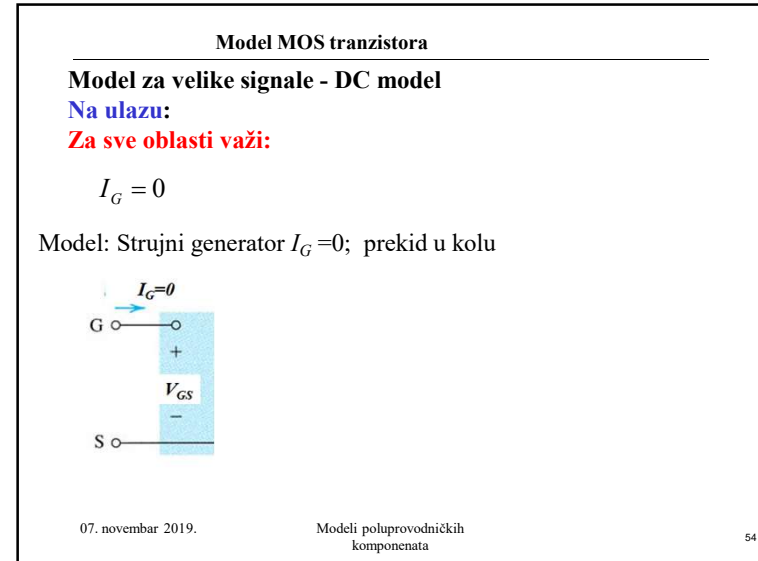 Model MOS tranzistora
Model za velike signale - DC model
Na ulazu:
Za sve oblasti važi:
I_G = 0
Model: Strujni generator I_G =0;  prekid u kolu
I_G=0
G
+
V_GS
−
S
07. novembar 2019.
Modeli poluprovodničkih
komponenata
54